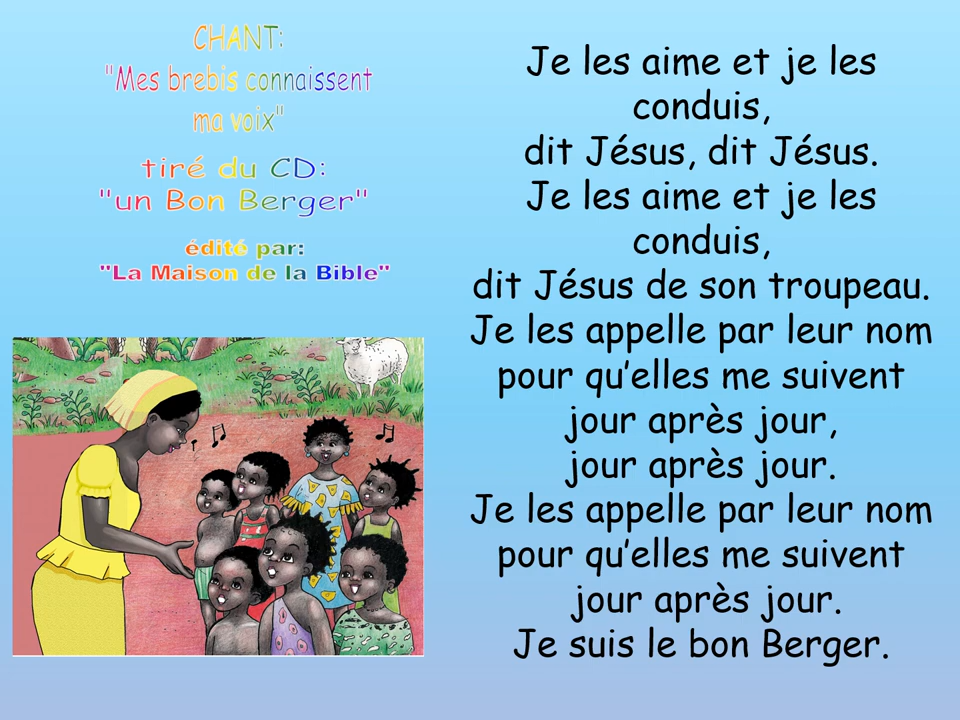 CHANT:
"Mes brebis connaissent
ma voix"
tiré du CD:
"un Bon Berger"
édité par:
"La Maison de la Bible"
Je les aime et je les
conduis,
dit Jésus, dit Jésus.
Je les aime et je les
conduis,
dit Jésus de son troupeau.
Je les appelle par leur nom
pour qu’elles me suivent
jour après jour,
jour après jour.
Je les appelle par leur nom
pour qu’elles me suivent
jour après jour.
Je suis le bon Berger.